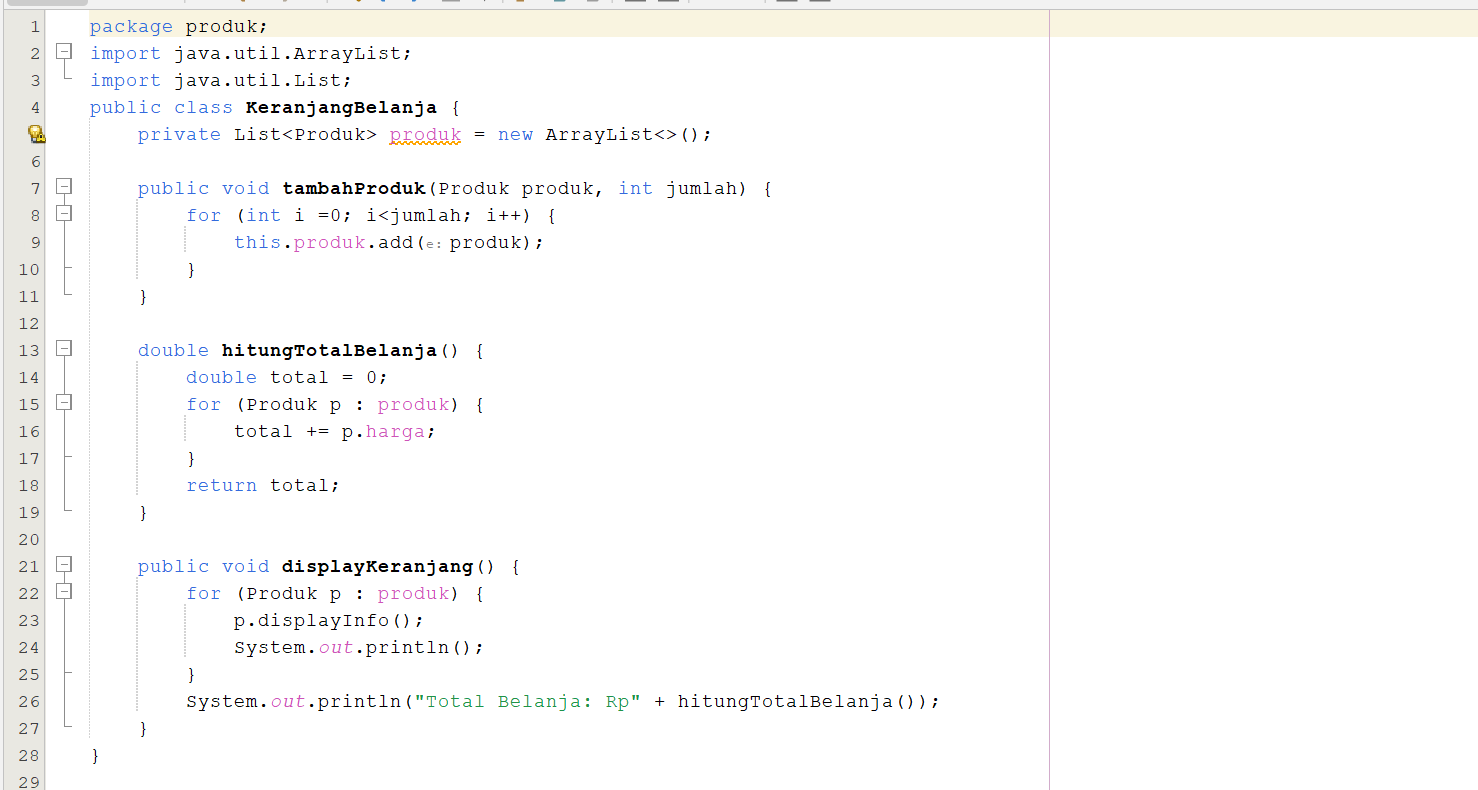 1 package produk;
2 import java.util.ArrayList;
3 import java.util.List;
4 public class KeranjangBelanja {
private List<Produk> produk = new ArrayList<>();
6
7 public void tambahProduk(Produk produk, int jumlah) {
8 for (int i =0; i<jumlah; i++) {
9 this.produk.add(e: produk);
10 }
11 }
12
13 double hitungTotalBelanja() {
14 double total = 0;
15 for (Produk p : produk) {
16 total += p.harga;
17 }
18 return total;
19 }
20
21 public void displayKeranjang() {
22 for (Produk p : produk) {
23 p.displayInfo();
24 System.out.println();
25 }
26 System.out.println("Total Belanja: Rp" + hitungTotalBelanja());
27 }
28 }
29